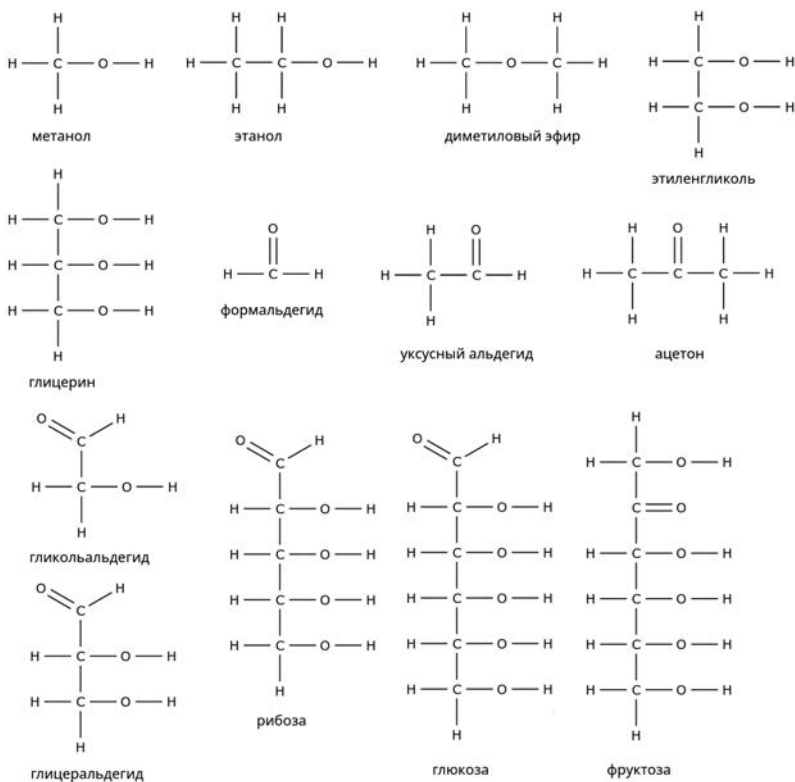 метанол
этанол
диметиловый эфир
этиленгликоль
глицерин
формальдегид
уксусный альдегид
ацетон
гликольальдегид
глицеральдегид
рибоза
глюкоза
фруктоза